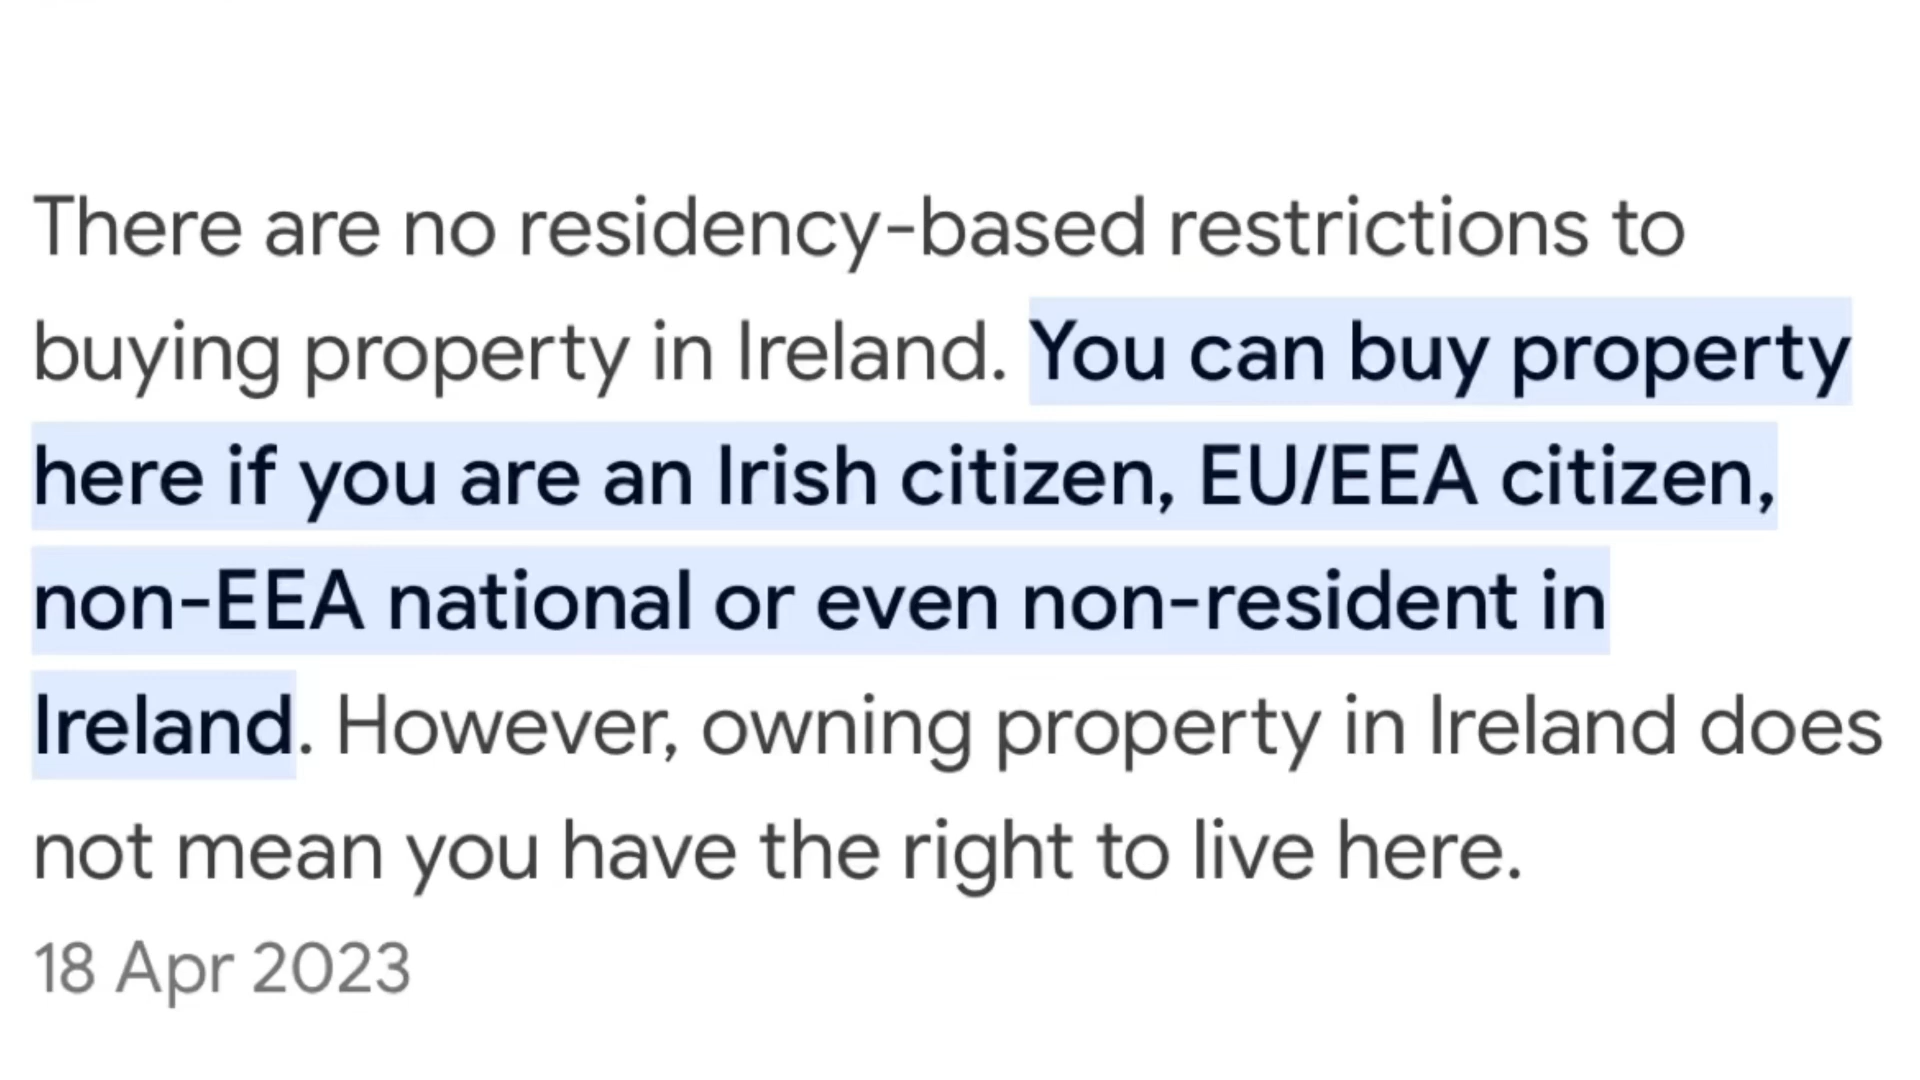 There are no residency-based restrictions to
buying property in Ireland. You can buy property
here if you are an Irish citizen, EU/EEA citizen,
non-EEA national or even non-resident in
Ireland. However, owning property in Ireland does
not mean you have the right to live here.
18 Apr 2023